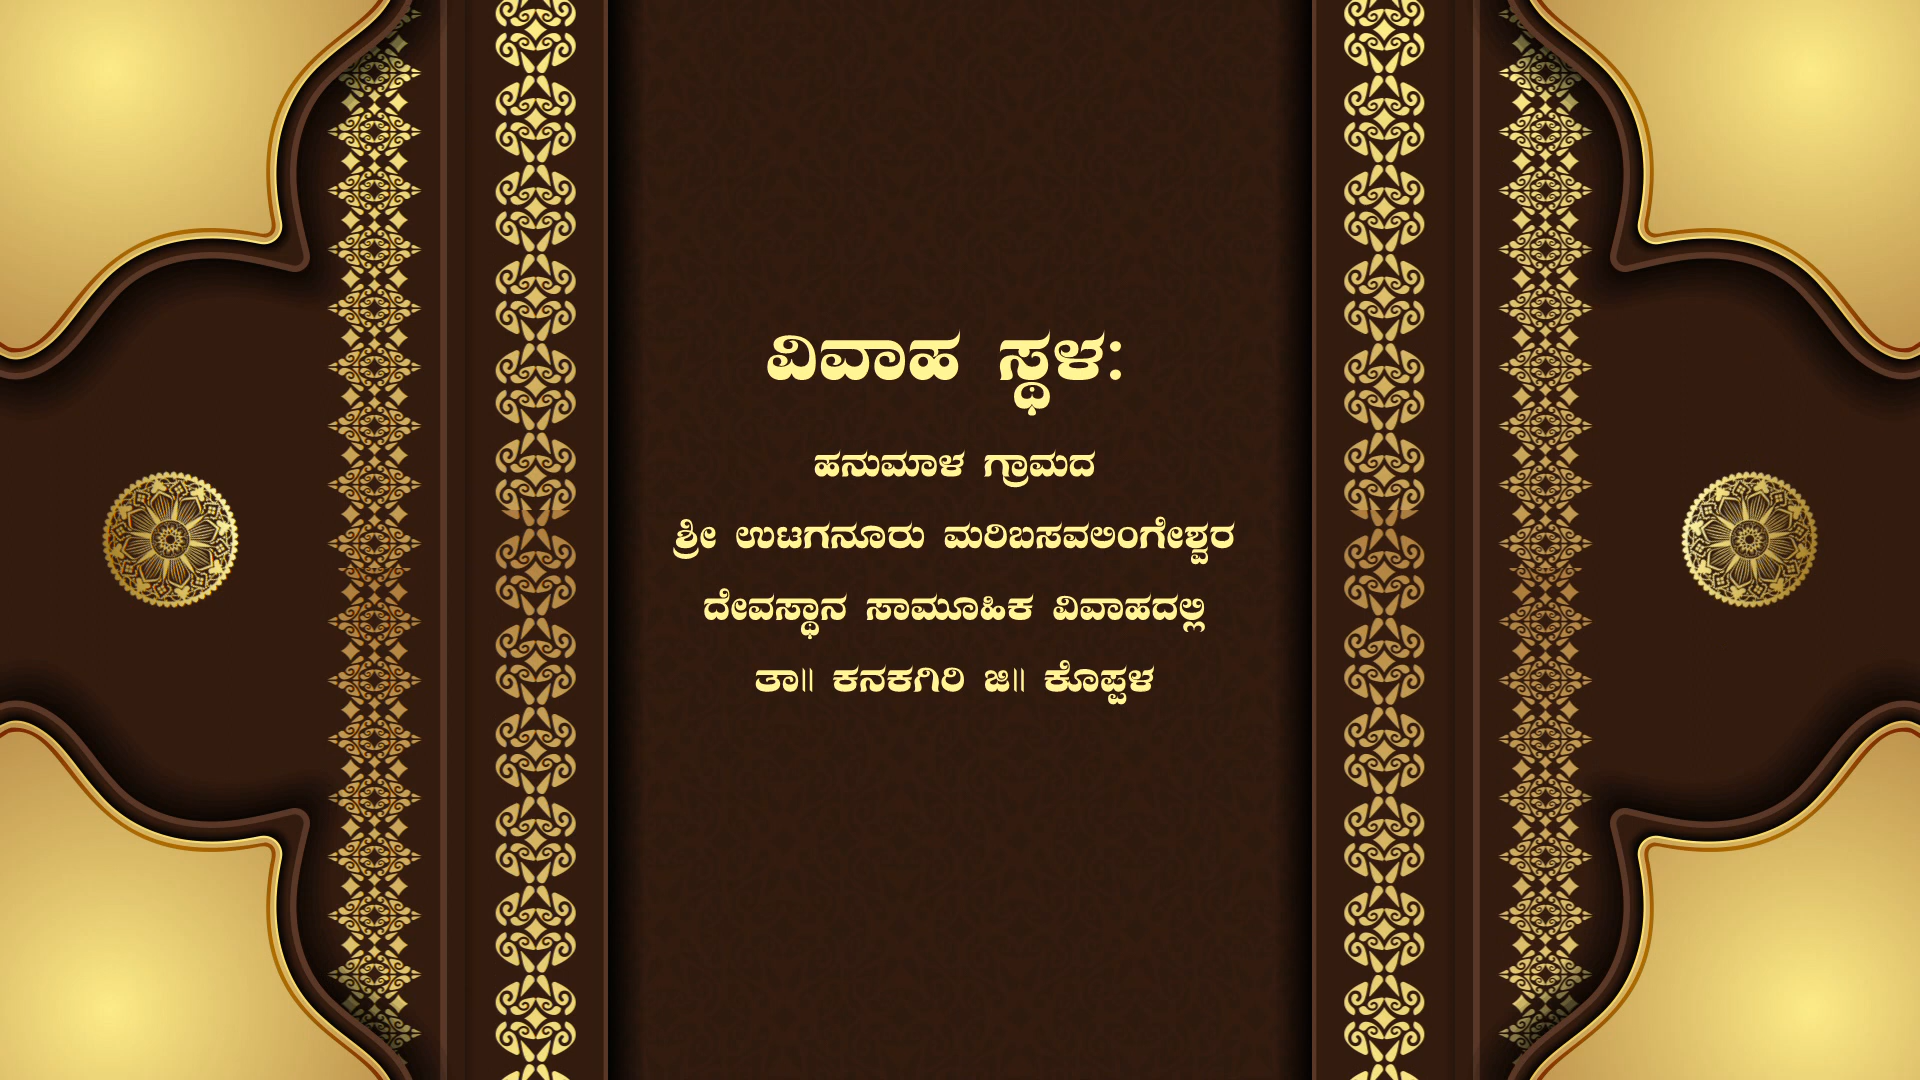 ವಿವಾಹ ಸ್ಥಳ:
ಹನುಮಾಳ ಗ್ರಾಮದ
ಶ್ರೀ ಉಟಗನೂರು ಮರಿಬಸವಲಿಂಗೇಶ್ವರ
ದೇವಸ್ಥಾನ ಸಾಮೂಹಿಕ ವಿವಾಹದಲ್ಲಿ
ತಾ॥ ಕನಕಗಿರಿ ಜಿ॥ ಕೊಪ್ಪಳ